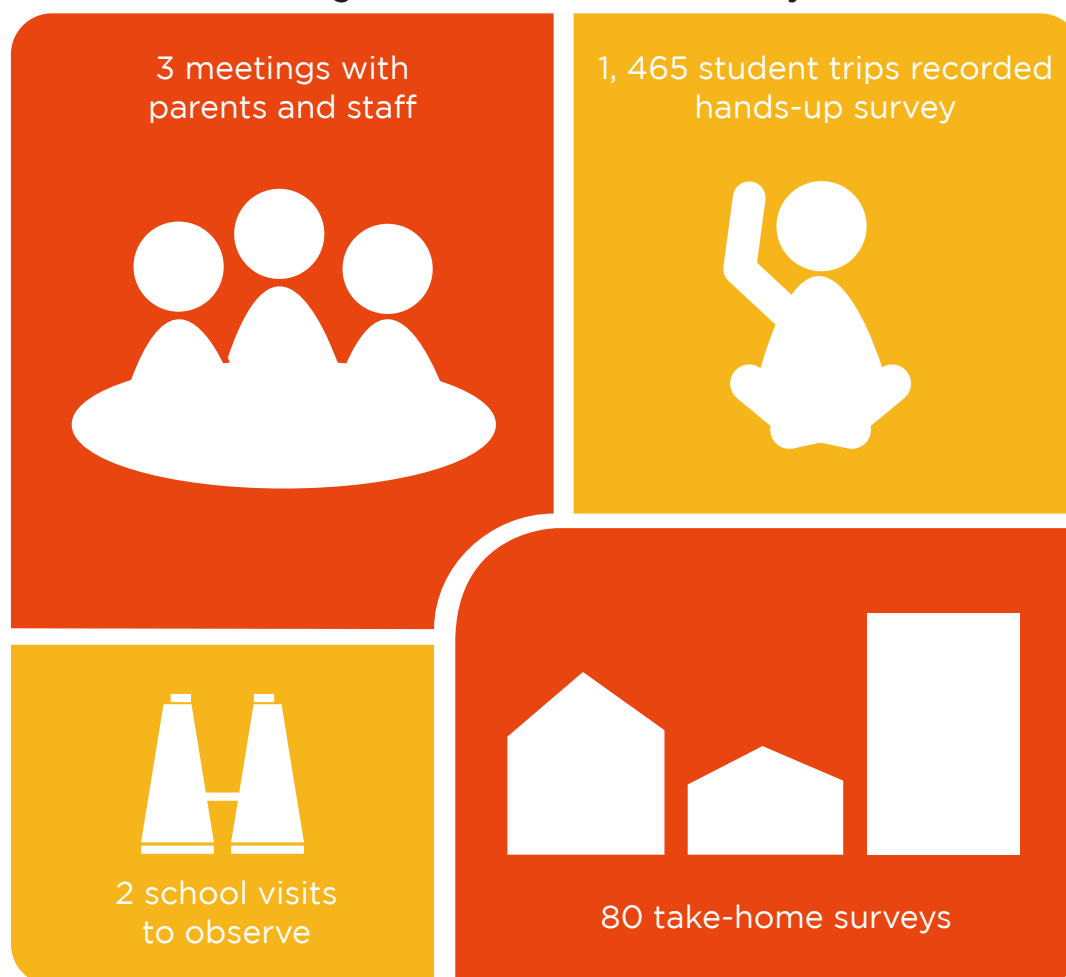 3 meetings with
parents and staff
1, 465 student trips recorded
hands-up survey
2 school visits
to observe
80 take-home surveys